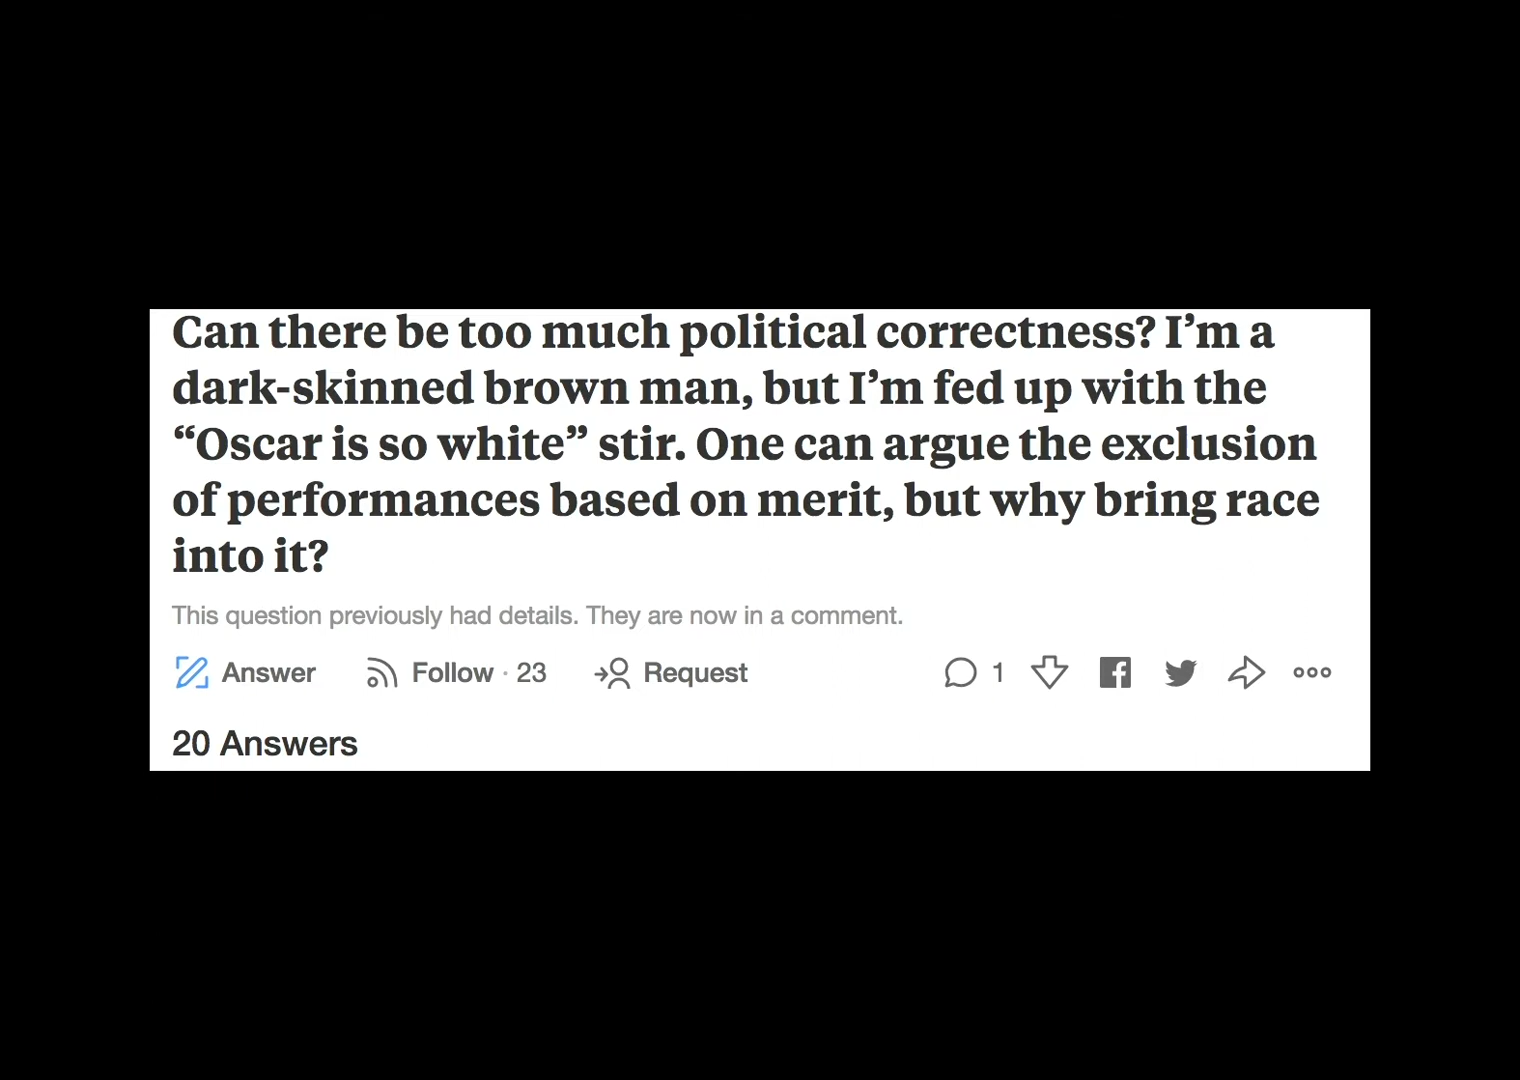 Can there be too much political correctness? I’m a
dark-skinned brown man, but I’m fed up with the
“Oscar is so white” stir. One can argue the exclusion
of performances based on merit, but why bring race
into it?
This question previously had details. They are now in a comment.
Answer Follow · 23 Request 1
20 Answers